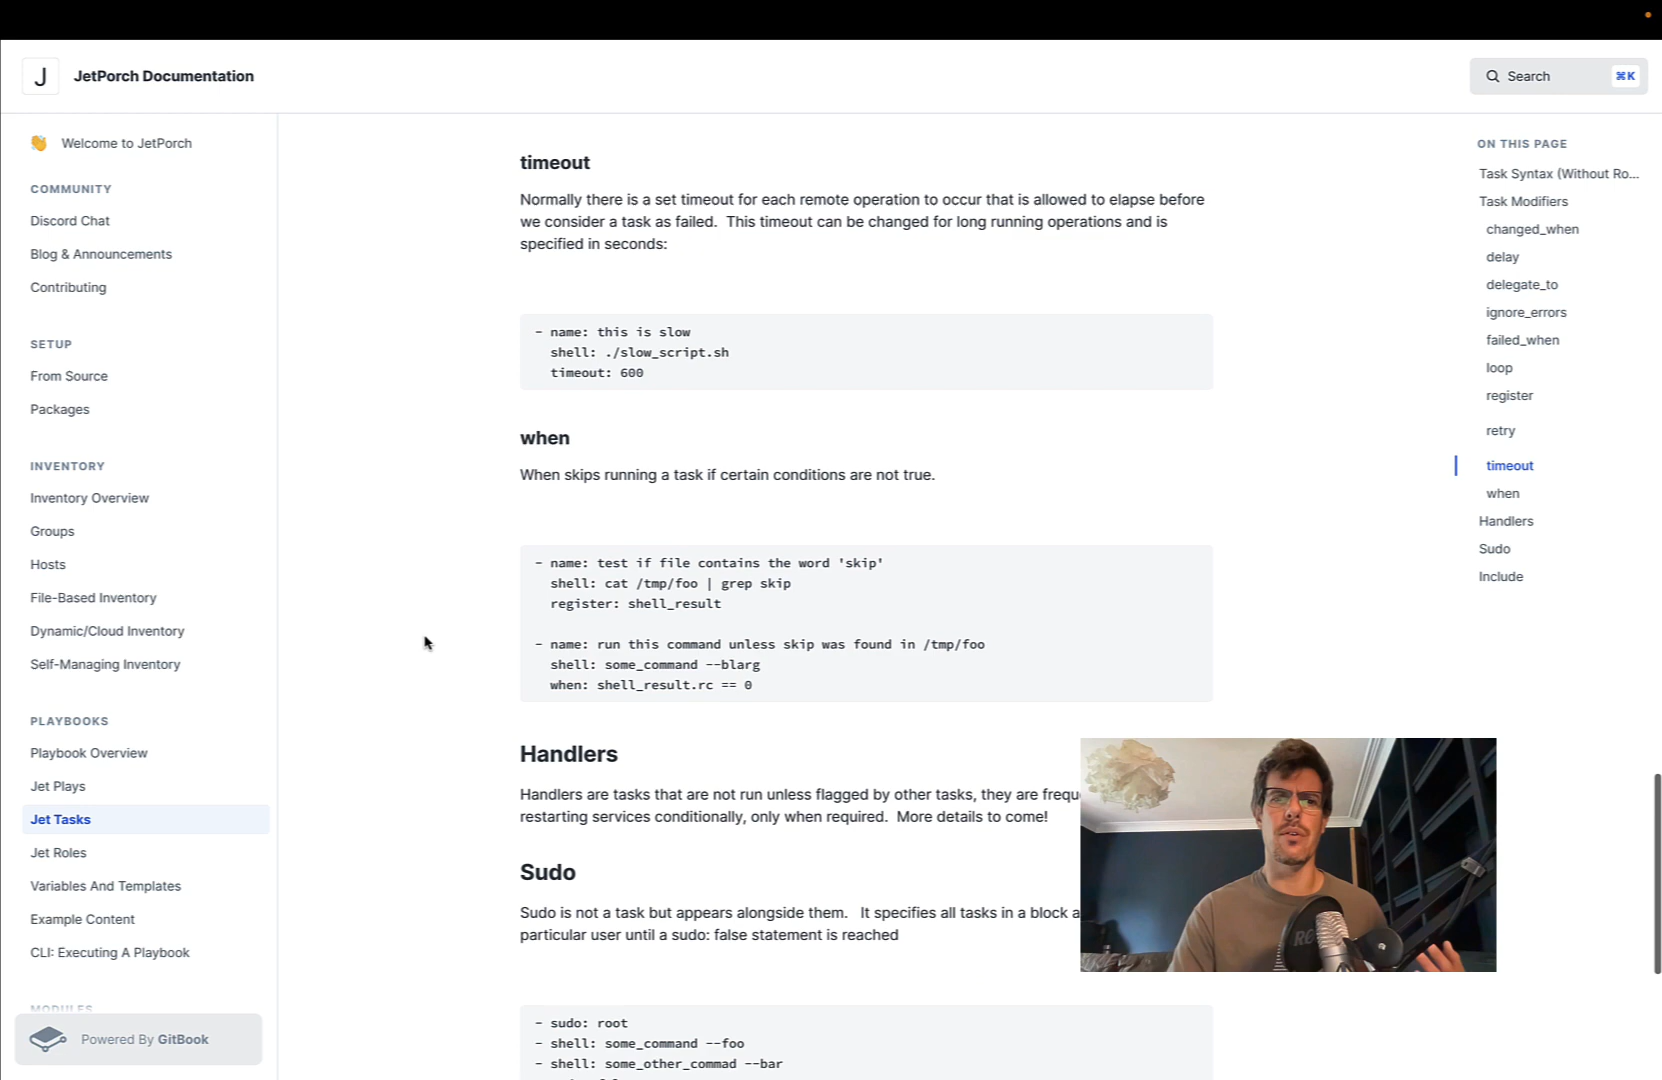 J JetPorch Documentation
Search ⌘K
👋 Welcome to JetPorch
COMMUNITY
Discord Chat
Blog & Announcements
Contributing
SETUP
From Source
Packages
INVENTORY
Inventory Overview
Groups
Hosts
File-Based Inventory
Dynamic/Cloud Inventory
Self-Managing Inventory
PLAYBOOKS
Playbook Overview
Jet Plays
Jet Tasks
Jet Roles
Variables And Templates
Example Content
CLI: Executing A Playbook
MODULES
Powered By GitBook
timeout
Normally there is a set timeout for each remote operation to occur that is allowed to elapse before
we consider a task as failed.  This timeout can be changed for long running operations and is
specified in seconds:
- name: this is slow
  shell: ./slow_script.sh
  timeout: 600
when
When skips running a task if certain conditions are not true.
- name: test if file contains the word 'skip'
  shell: cat /tmp/foo | grep skip
  register: shell_result
- name: run this command unless skip was found in /tmp/foo
  shell: some_command --blarg
  when: shell_result.rc == 0
Handlers
Handlers are tasks that are not run unless flagged by other tasks, they are frequ
restarting services conditionally, only when required.  More details to come!
Sudo
Sudo is not a task but appears alongside them.   It specifies all tasks in a block a
particular user until a sudo: false statement is reached
- sudo: root
- shell: some_command --foo
- shell: some_other_commad --bar
ON THIS PAGE
Task Syntax (Without Ro...
Task Modifiers
changed_when
delay
delegate_to
ignore_errors
failed_when
loop
register
retry
timeout
when
Handlers
Sudo
Include